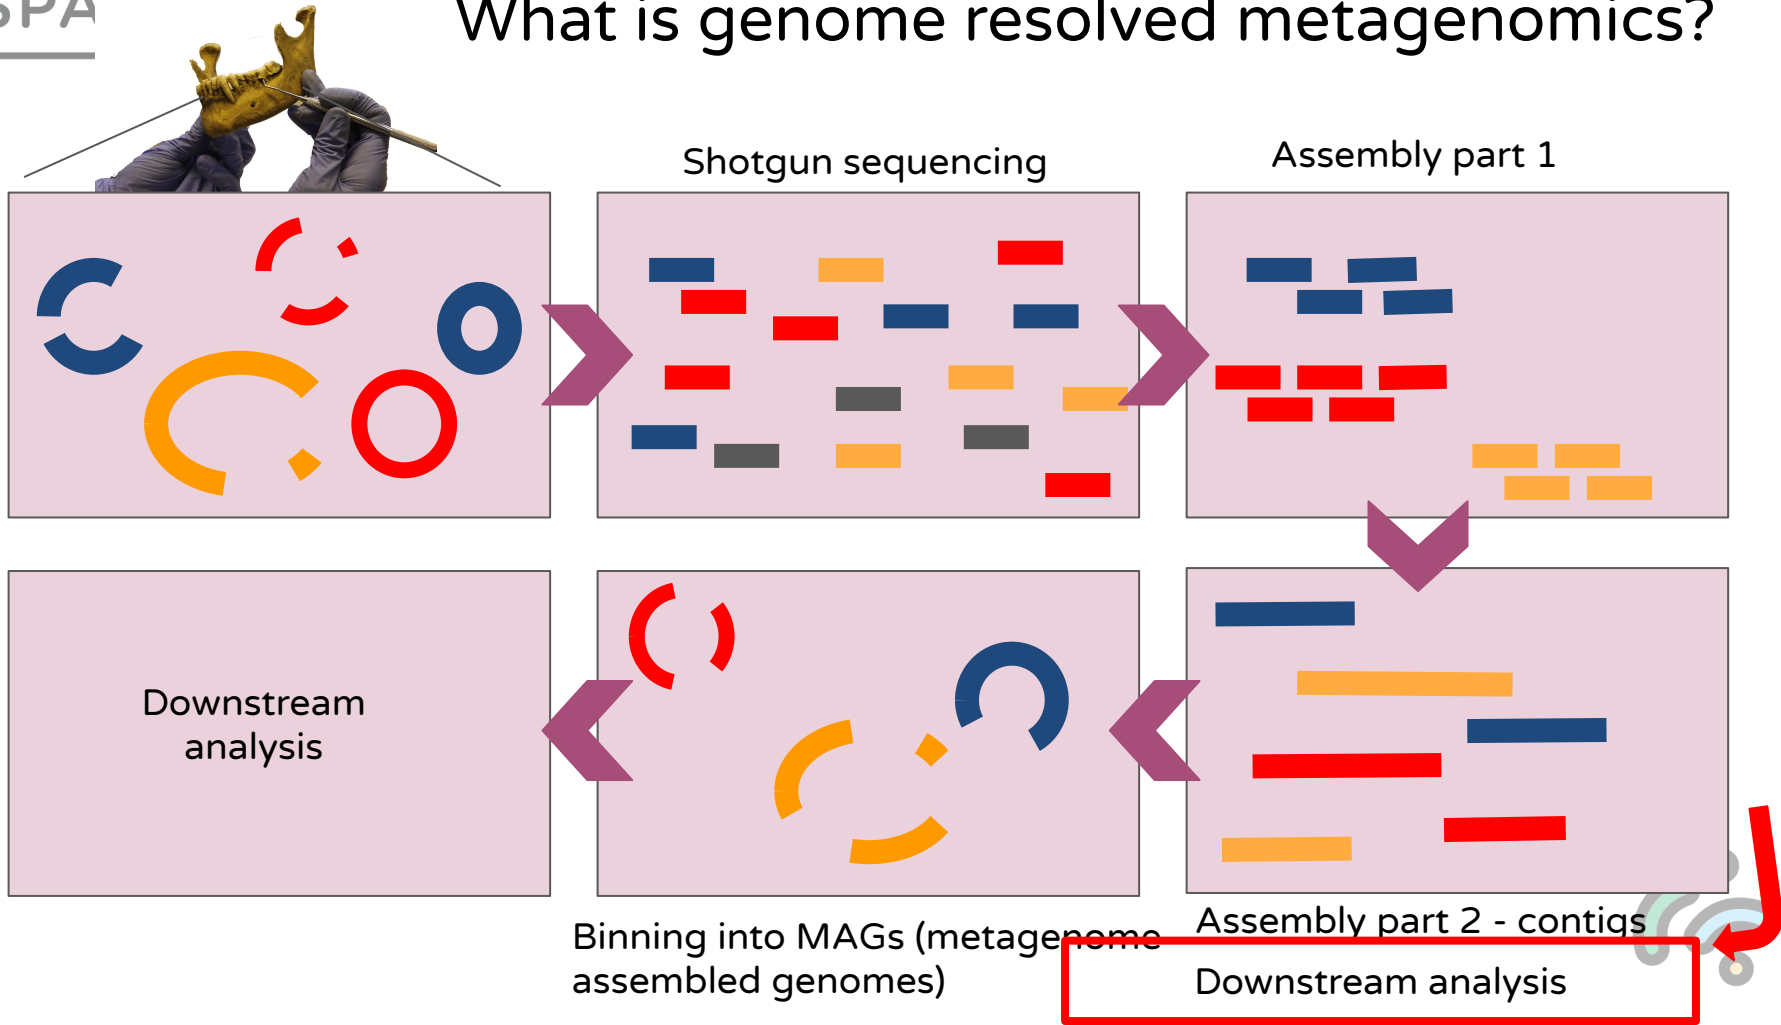 SPA
What is genome resolved metagenomics?
Shotgun sequencing
Assembly part 1
Downstream
analysis
Binning into MAGs (metagenome
assembled genomes)
Assembly part 2 - contigs
Downstream analysis